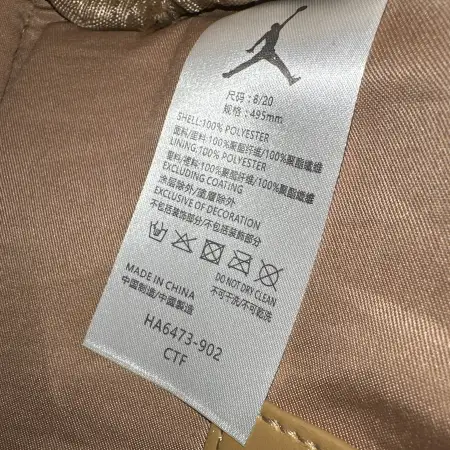 尺码: 8/20
规格: 495mm
SHELL:100% POLYESTER
面料/面料:100%聚酯纤维/100%聚酯纖維
LINING:100% POLYESTER
里料/裡料:100%聚酯纤维/100%聚酯纖維
EXCLUDING COATING
涂层除外/塗層除外
EXCLUSIVE OF DECORATION
不包括装饰部分/不包括裝飾部分
DO NOT DRY CLEAN
不可干洗/不可乾洗
MADE IN CHINA
中国制造/中國製造
HA6473-902
CTF